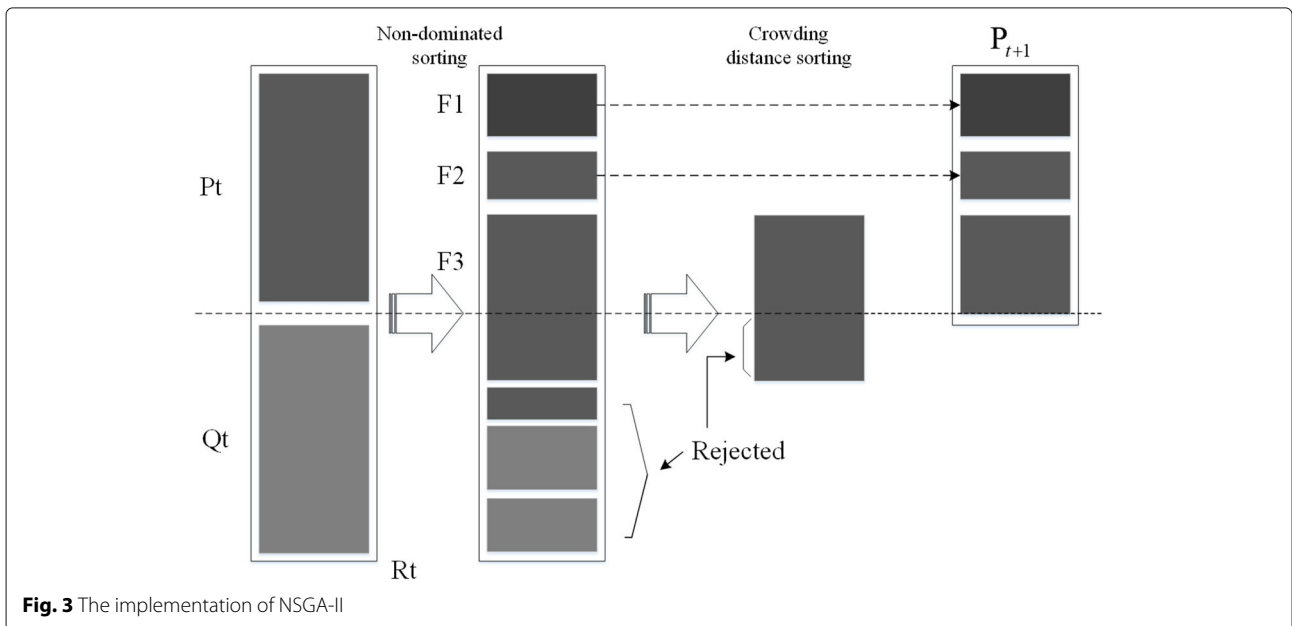 Non-dominated
sorting
Crowding
distance sorting
P_{t+1}
F1
F2
Pt
F3
Qt
Rejected
Rt
Fig. 3 The implementation of NSGA-II